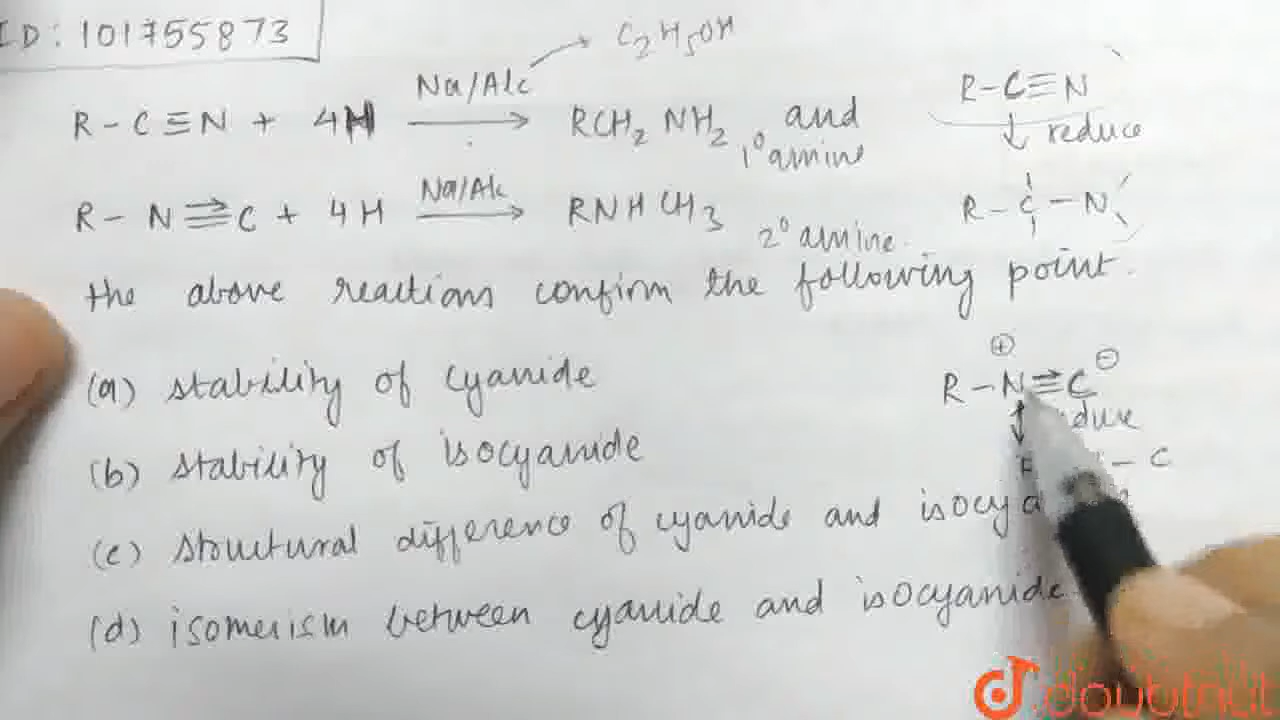 ID: 101755873
R - C ≡ N + 4H Na/Alc → C₂H₅OH
RCH₂ NH₂ and
1° amine
R - N ⇉ C + 4H Na/Alc → RNHCH₃
2° amine.
the above reactions confirm the following point.
(a) stability of cyanide
(b) stability of isocyanide
(c) structural difference of cyanide and isocya
(d) isomerism between cyanide and isocyanide
R-C≡N
↓ reduce
R - C - N
⊕ ⊖
R - N ⇉ C
↓
- C
doubtnut